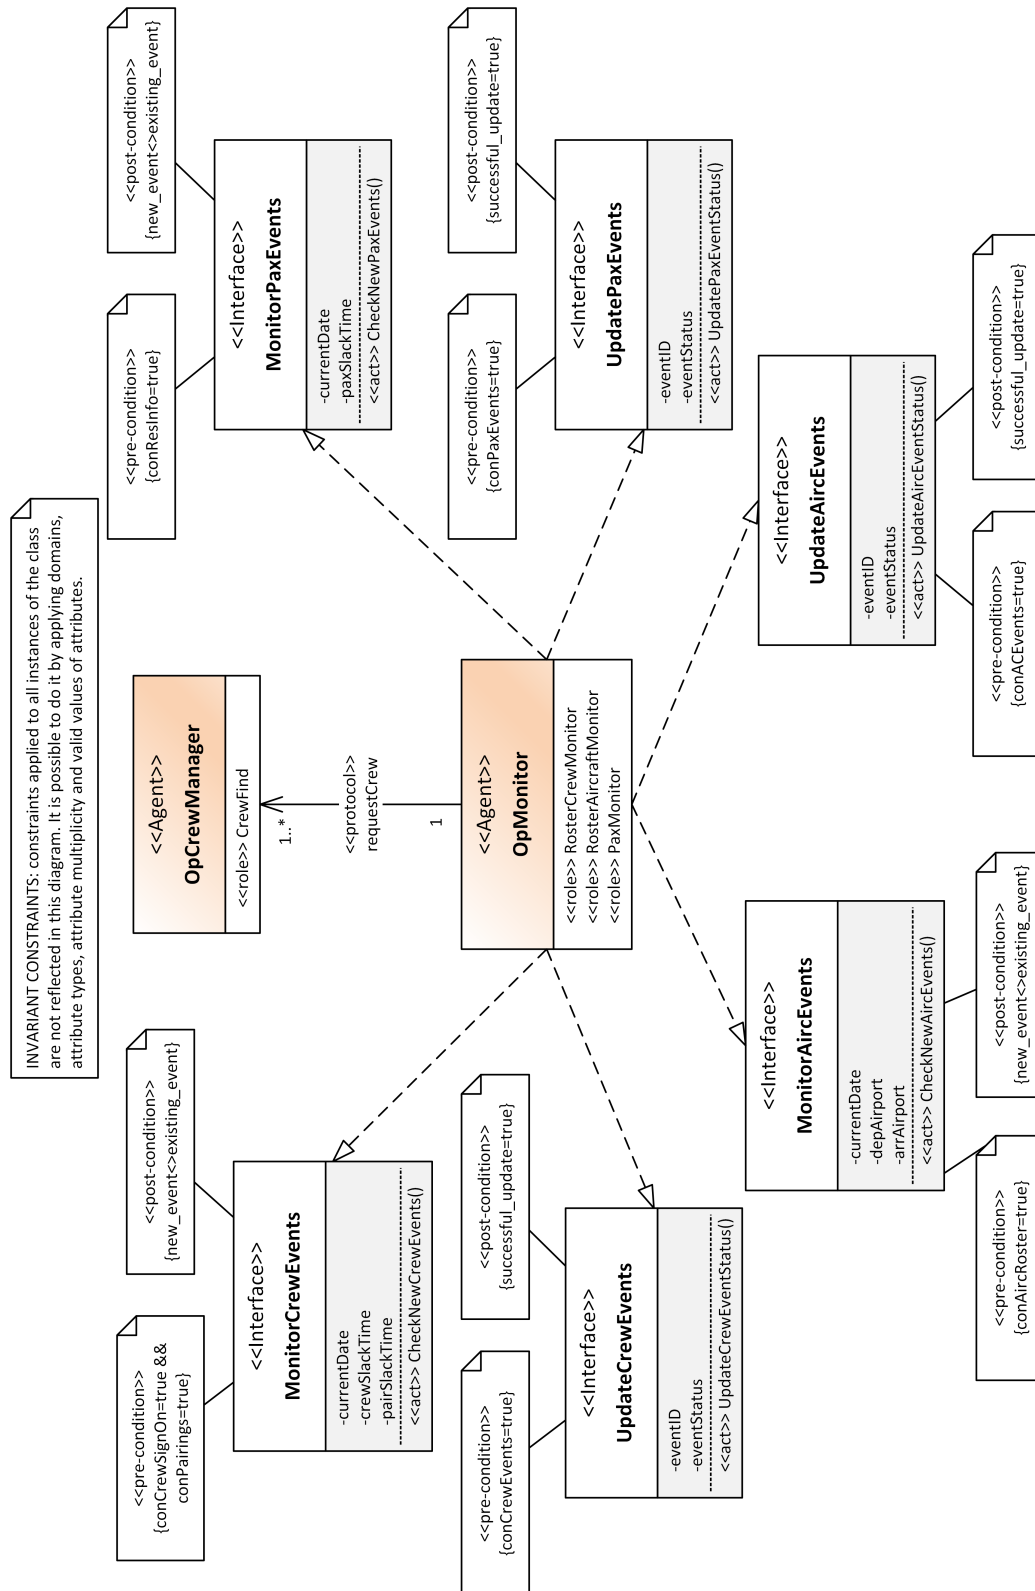 INVARIANT CONSTRAINTS: constraints applied to all instances of the class
are not reflected in this diagram. It is possible to do it by applying domains,
attribute types, attribute multiplicity and valid values of attributes.
<<pre-condition>>
{conCrewSignOn=true &&
conPairings=true}
<<post-condition>>
{new_event<>existing_event}
<<Interface>>
MonitorCrewEvents
-currentDate
-crewSlackTime
-pairSlackTime
<<act>> CheckNewCrewEvents()
<<Agent>>
OpCrewManager
<<role>> CrewFind
1..*
<<protocol>>
requestCrew
1
<<pre-condition>>
{conResInfo=true}
<<post-condition>>
{new_event<>existing_event}
<<Interface>>
MonitorPaxEvents
-currentDate
-paxSlackTime
<<act>> CheckNewPaxEvents()
<<pre-condition>>
{conCrewEvents=true}
<<post-condition>>
{successful_update=true}
<<Interface>>
UpdateCrewEvents
-eventID
-eventStatus
<<act>> UpdateCrewEventStatus()
<<Agent>>
OpMonitor
<<role>> RosterCrewMonitor
<<role>> RosterAircraftMonitor
<<role>> PaxMonitor
<<pre-condition>>
{conPaxEvents=true}
<<post-condition>>
{successful_update=true}
<<Interface>>
UpdatePaxEvents
-eventID
-eventStatus
<<act>> UpdatePaxEventStatus()
<<Interface>>
MonitorAircEvents
-currentDate
-depAirport
-arrAirport
<<act>> CheckNewAircEvents()
<<pre-condition>>
{conAircRoster=true}
<<post-condition>>
{new_event<>existing_event}
<<Interface>>
UpdateAircEvents
-eventID
-eventStatus
<<act>> UpdateAircEventStatus()
<<pre-condition>>
{conACEvents=true}
<<post-condition>>
{successful_update=true}